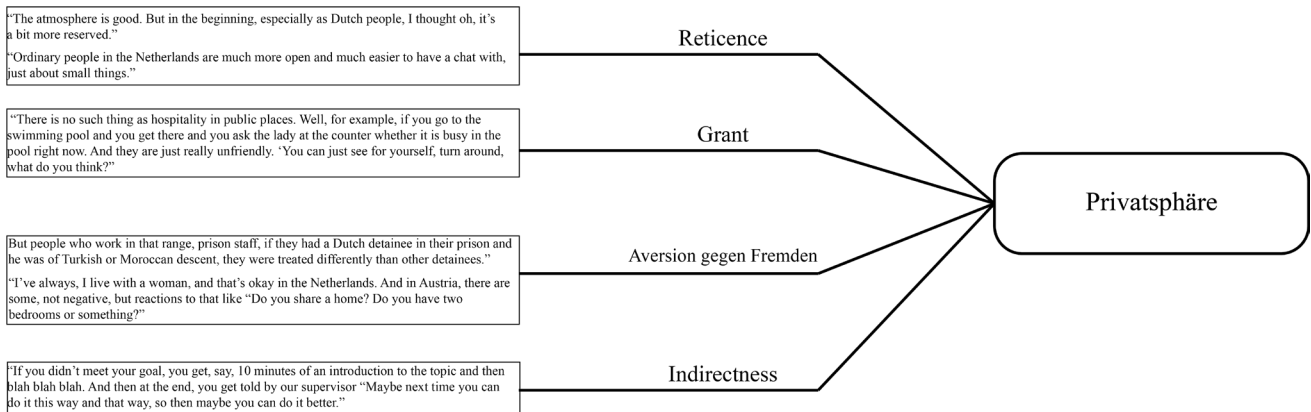 “The atmosphere is good. But in the beginning, especially as Dutch people, I thought oh, it’s
a bit more reserved.”
“Ordinary people in the Netherlands are much more open and much easier to have a chat with,
just about small things.”
Reticence
“There is no such thing as hospitality in public places. Well, for example, if you go to the
swimming pool and you get there and you ask the lady at the counter whether it is busy in the
pool right now. And they are just really unfriendly. ‘You can just see for yourself, turn around,
what do you think?”
Grant
Privatsphäre
But people who work in that range, prison staff, if they had a Dutch detainee in their prison and
he was of Turkish or Moroccan descent, they were treated differently than other detainees.”
“I’ve always, I live with a woman, and that’s okay in the Netherlands. And in Austria, there are
some, not negative, but reactions to that like “Do you share a home? Do you have two
bedrooms or something?”
Aversion gegen Fremden
“If you didn’t meet your goal, you get, say, 10 minutes of an introduction to the topic and then
blah blah blah. And then at the end, you get told by our supervisor “Maybe next time you can
do it this way and that way, so then maybe you can do it better.”
Indirectness